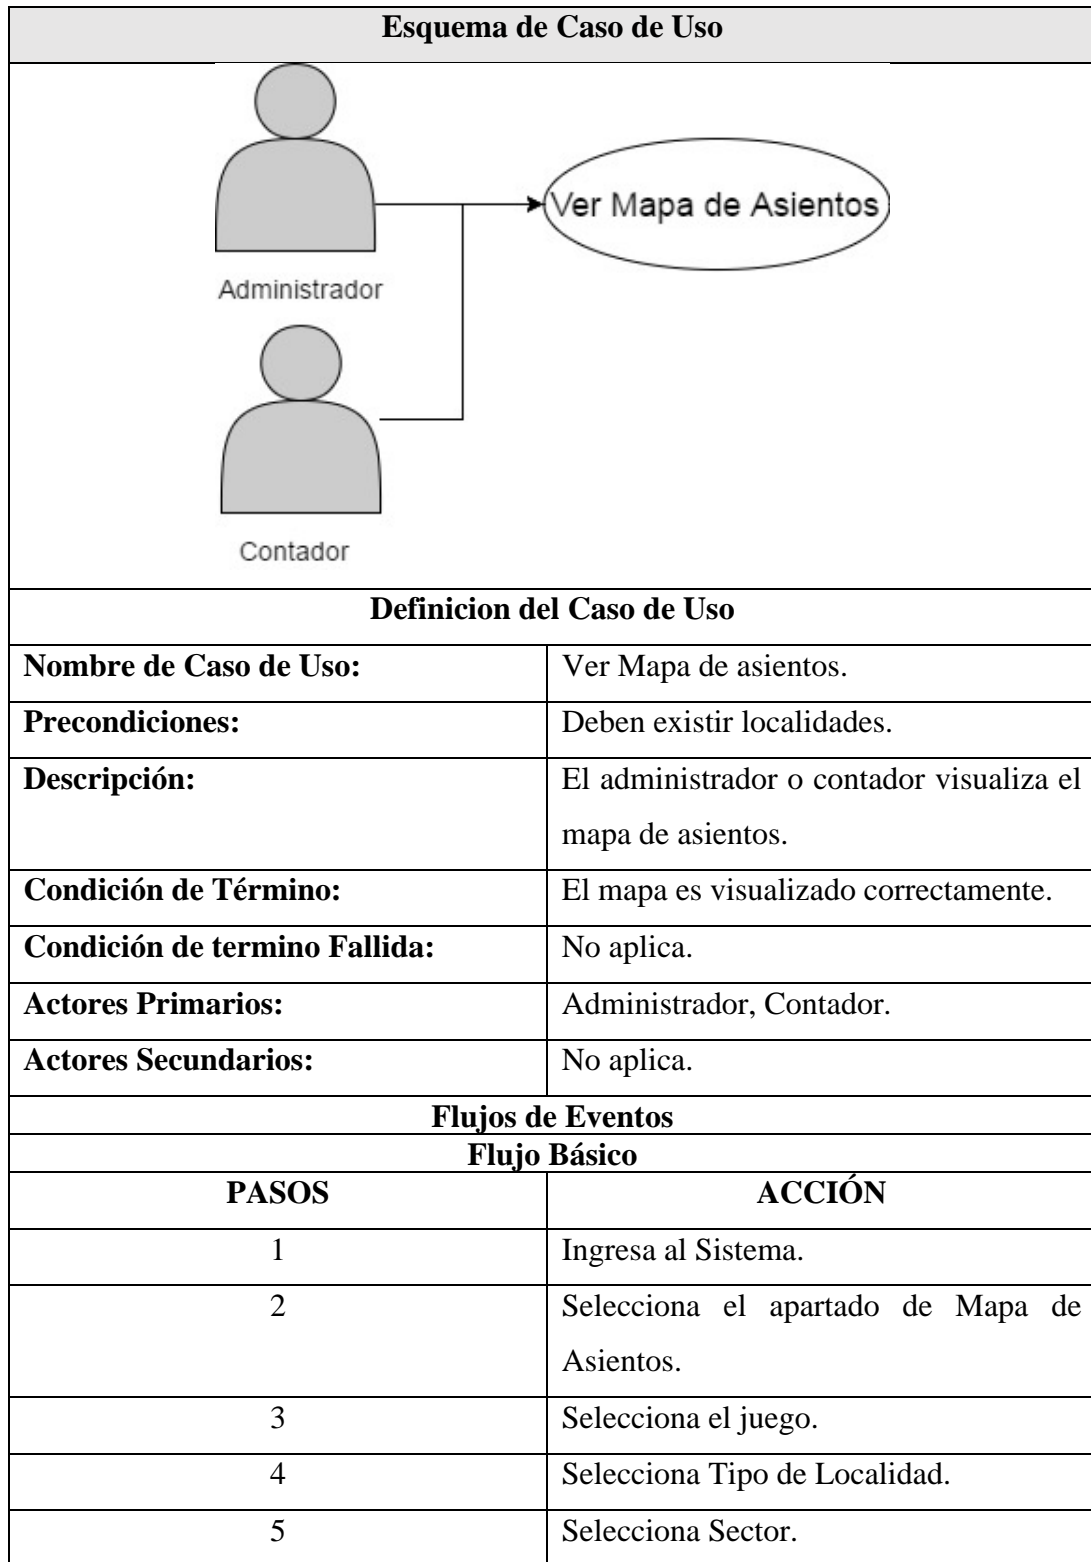 Esquema de Caso de Uso
Ver Mapa de Asientos
Administrador
Contador
Definicion del Caso de Uso
Nombre de Caso de Uso:
Ver Mapa de asientos.
Precondiciones:
Deben existir localidades.
Descripción:
El administrador o contador visualiza el
mapa de asientos.
Condición de Término:
El mapa es visualizado correctamente.
Condición de termino Fallida:
No aplica.
Actores Primarios:
Administrador, Contador.
Actores Secundarios:
No aplica.
Flujos de Eventos
Flujo Básico
PASOS
ACCIÓN
1
Ingresa al Sistema.
2
Selecciona el apartado de Mapa de
Asientos.
3
Selecciona el juego.
4
Selecciona Tipo de Localidad.
5
Selecciona Sector.